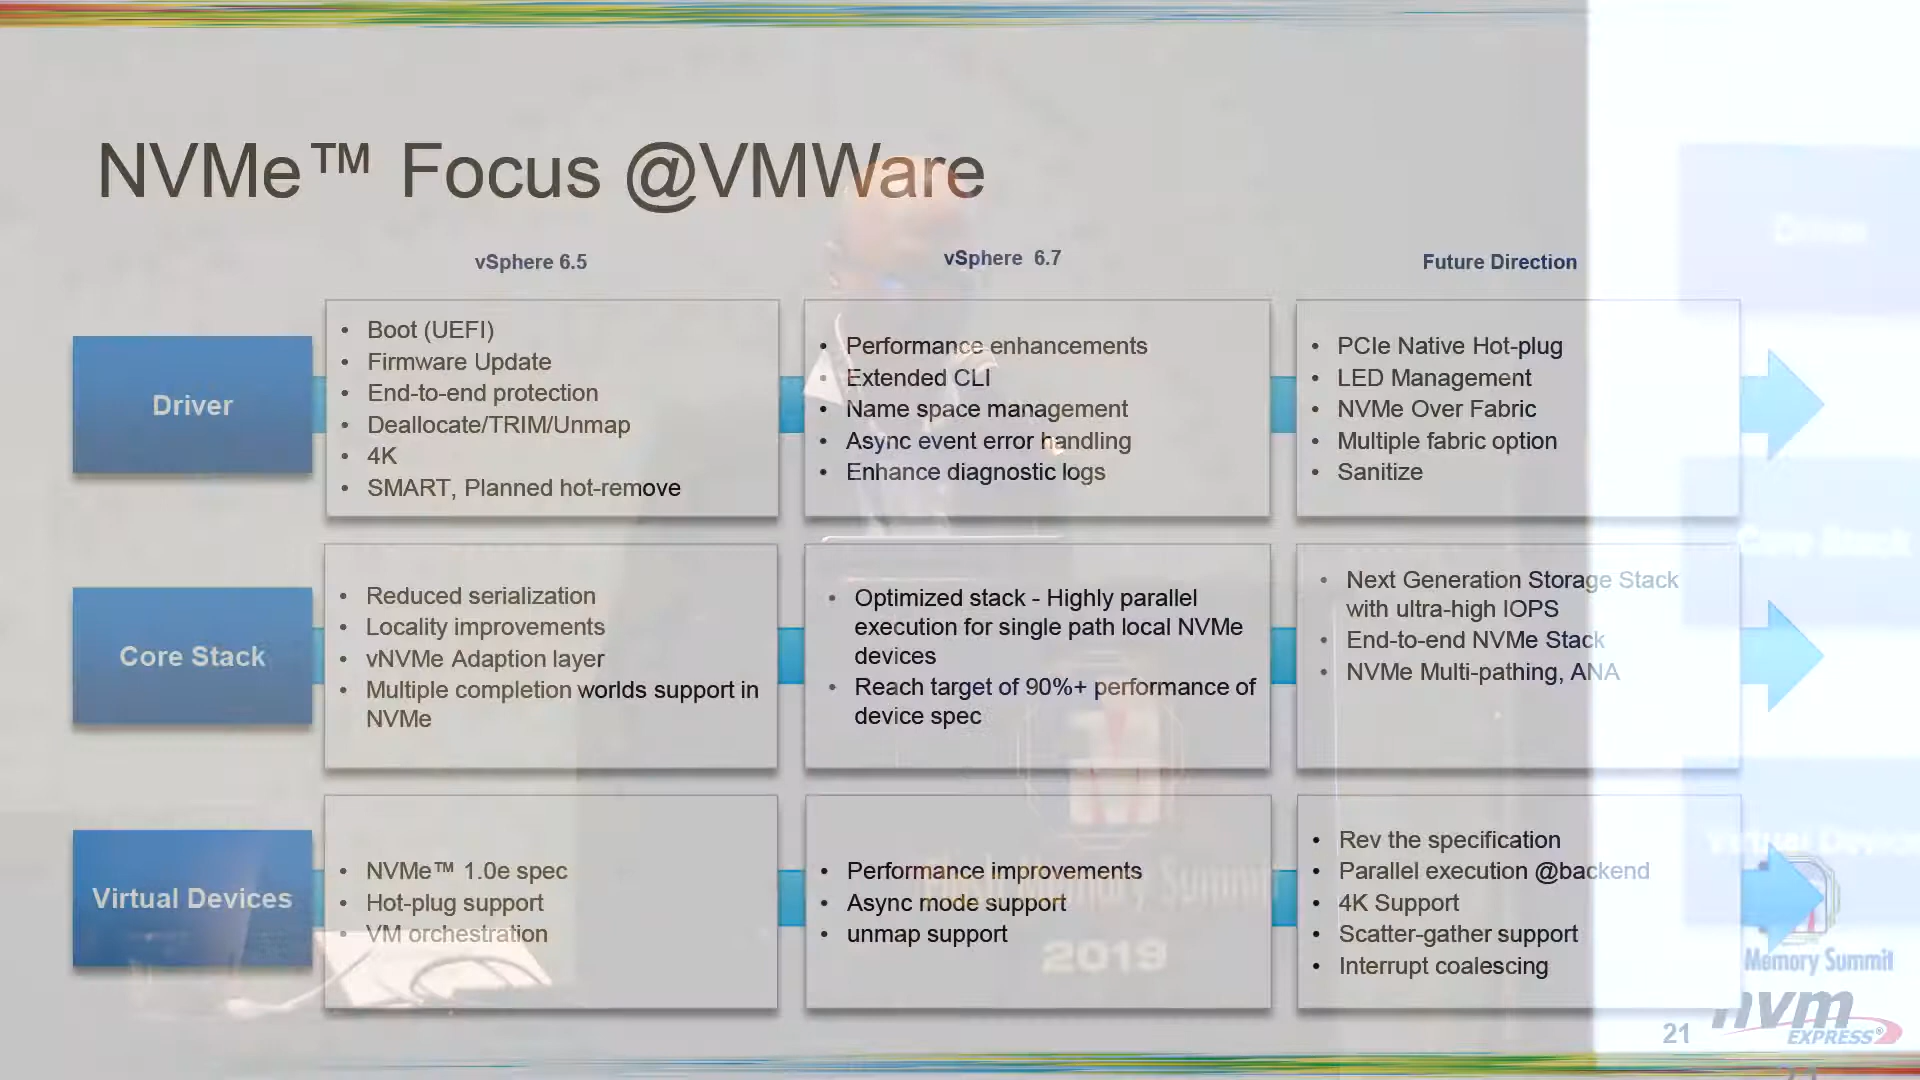 NVMe™ Focus @VMWare
vSphere 6.5
vSphere 6.7
Future Direction
Driver
• Boot (UEFI)
• Firmware Update
• End-to-end protection
• Deallocate/TRIM/Unmap
• 4K
• SMART, Planned hot-remove
• Performance enhancements
• Extended CLI
• Name space management
• Async event error handling
• Enhance diagnostic logs
• PCIe Native Hot-plug
• LED Management
• NVMe Over Fabric
• Multiple fabric option
• Sanitize
Driver
Core Stack
• Reduced serialization
• Locality improvements
• vNVMe Adaption layer
• Multiple completion worlds support in
NVMe
• Optimized stack - Highly parallel
execution for single path local NVMe
devices
• Reach target of 90%+ performance of
device spec
• Next Generation Storage Stack
with ultra-high IOPS
• End-to-end NVMe Stack
• NVMe Multi-pathing, ANA
Core Stack
Virtual Devices
• NVMe™ 1.0e spec
• Hot-plug support
• VM orchestration
• Performance improvements
• Async mode support
• unmap support
• Rev the specification
• Parallel execution @backend
• 4K Support
• Scatter-gather support
• Interrupt coalescing
Flash Memory Summit
2019
Memory Summit
21
nvm
EXPRESS®